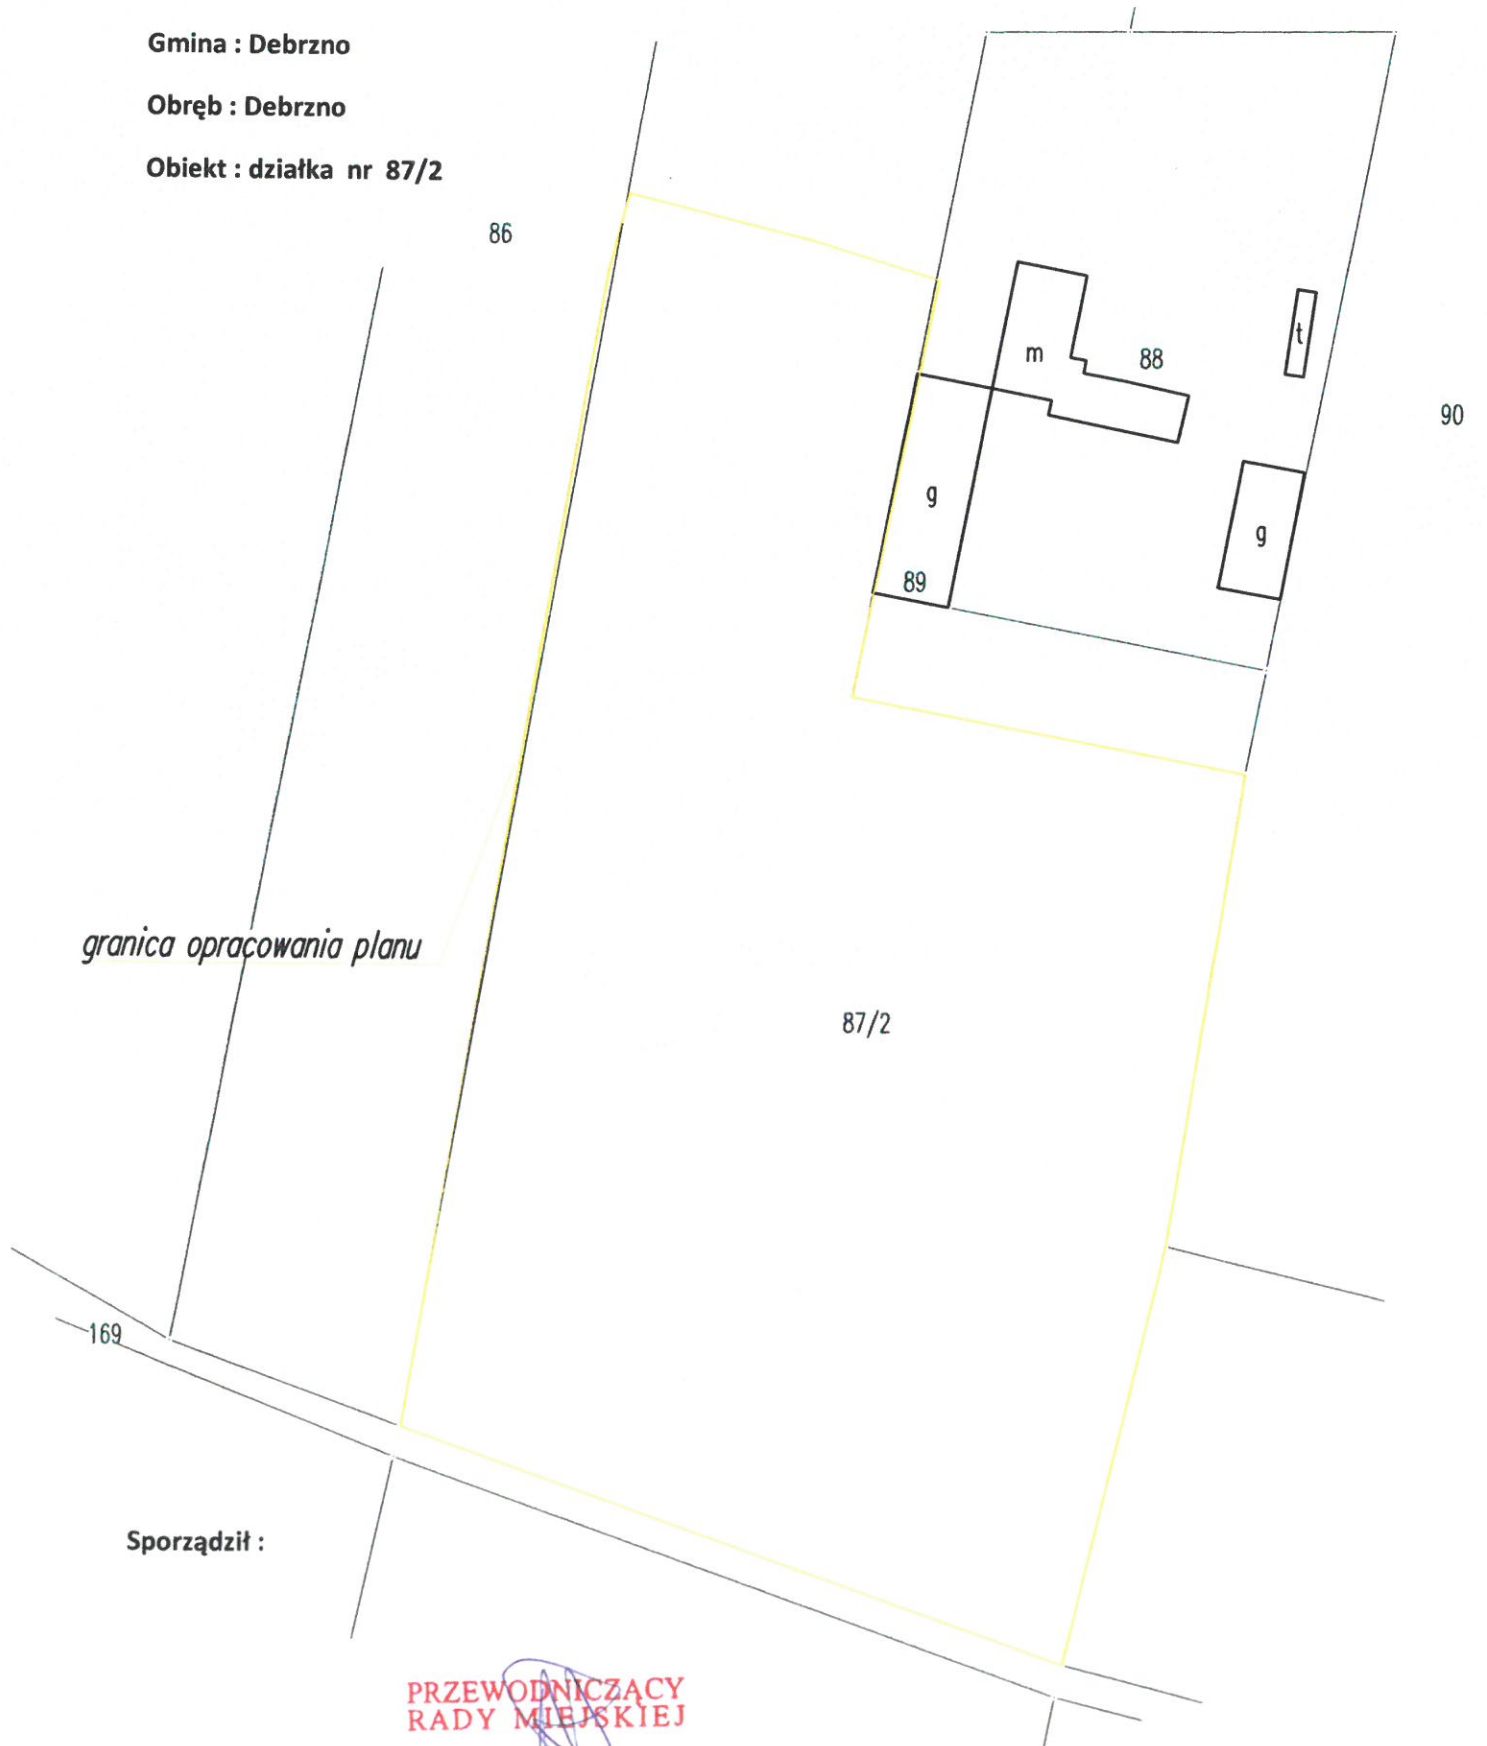 Gmina : Debrzno
Obręb : Debrzno
Obiekt : działka nr 87/2
86
m
88
t
90
g
g
89
granica opracowania planu
87/2
169
Sporządził :
PRZEWODNICZĄCY
RADY MIEJSKIEJ